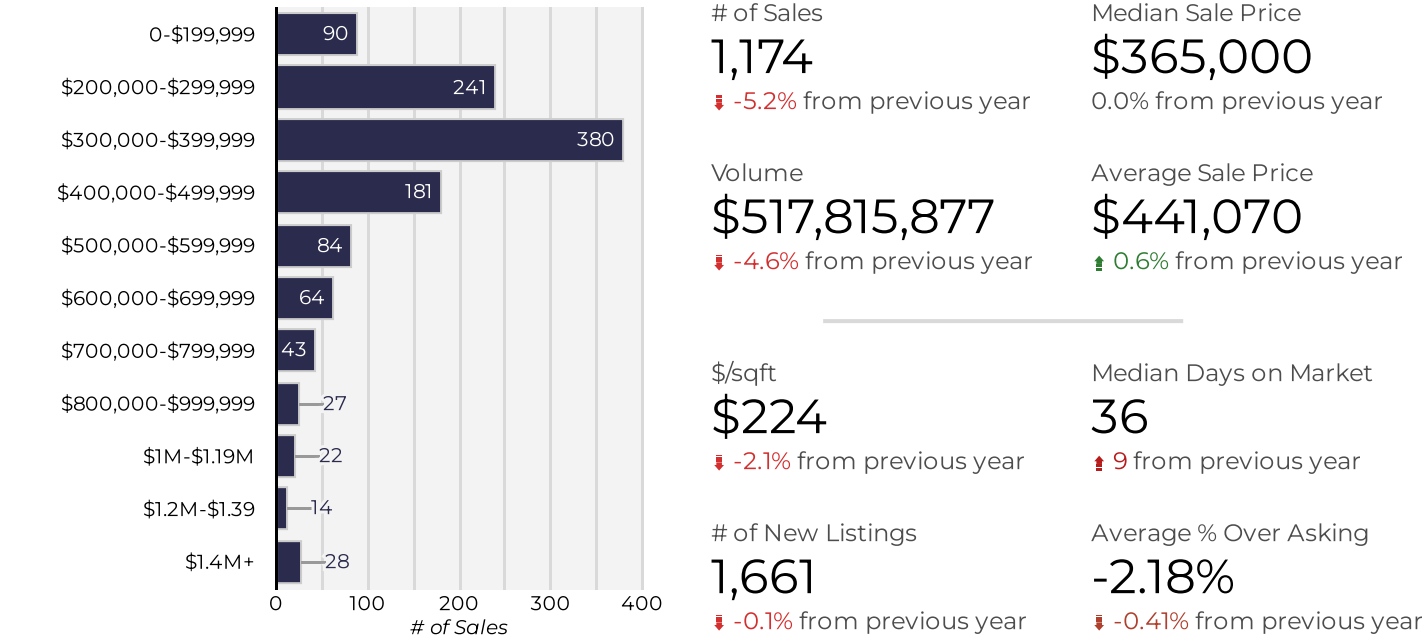 0-$199,999 90
$200,000-$299,999 241
$300,000-$399,999 380
$400,000-$499,999 181
$500,000-$599,999 84
$600,000-$699,999 64
$700,000-$799,999 43
$800,000-$999,999 27
$1M-$1.19M 22
$1.2M-$1.39 14
$1.4M+ 28
0 100 200 300 400
# of Sales
# of Sales
1,174
-5.2% from previous year
Median Sale Price
$365,000
0.0% from previous year
Volume
$517,815,877
-4.6% from previous year
Average Sale Price
$441,070
0.6% from previous year
$/sqft
$224
-2.1% from previous year
Median Days on Market
36
9 from previous year
# of New Listings
1,661
-0.1% from previous year
Average % Over Asking
-2.18%
-0.41% from previous year